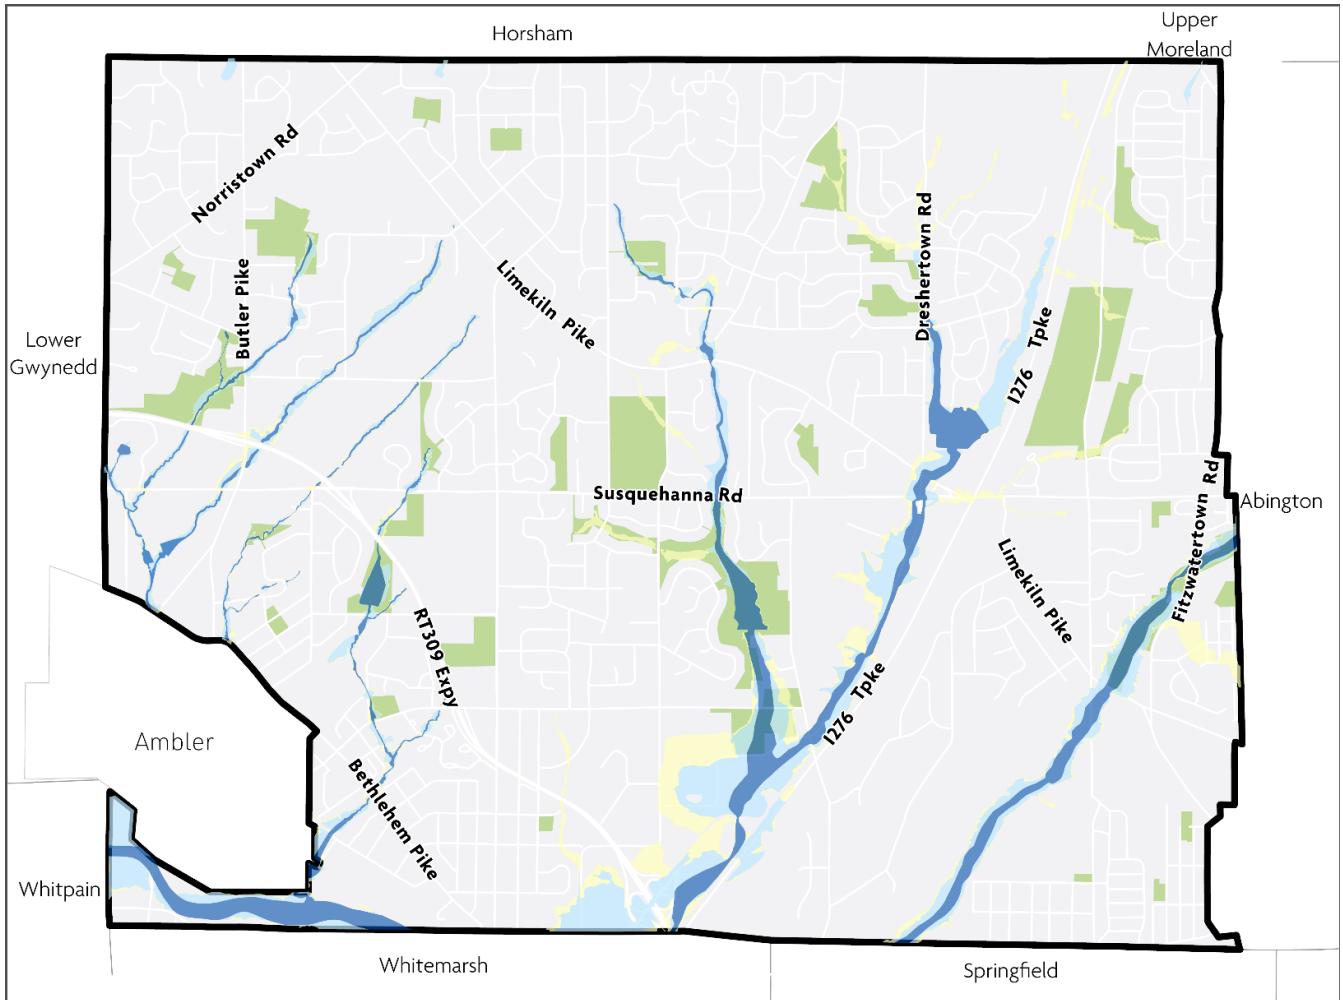 Upper
Moreland
Horsham
Norristown Rd
Dreshertown Rd
Butler Pike
Limekiln Pike
Lower
Gwynedd
I276 Tpke
Susquehanna Rd
Abington
Fitzwatertown Rd
Limekiln Pike
RT309 Expy
I276 Tpke
Ambler
Bethlehem Pike
Whitpain
Whitemarsh
Springfield